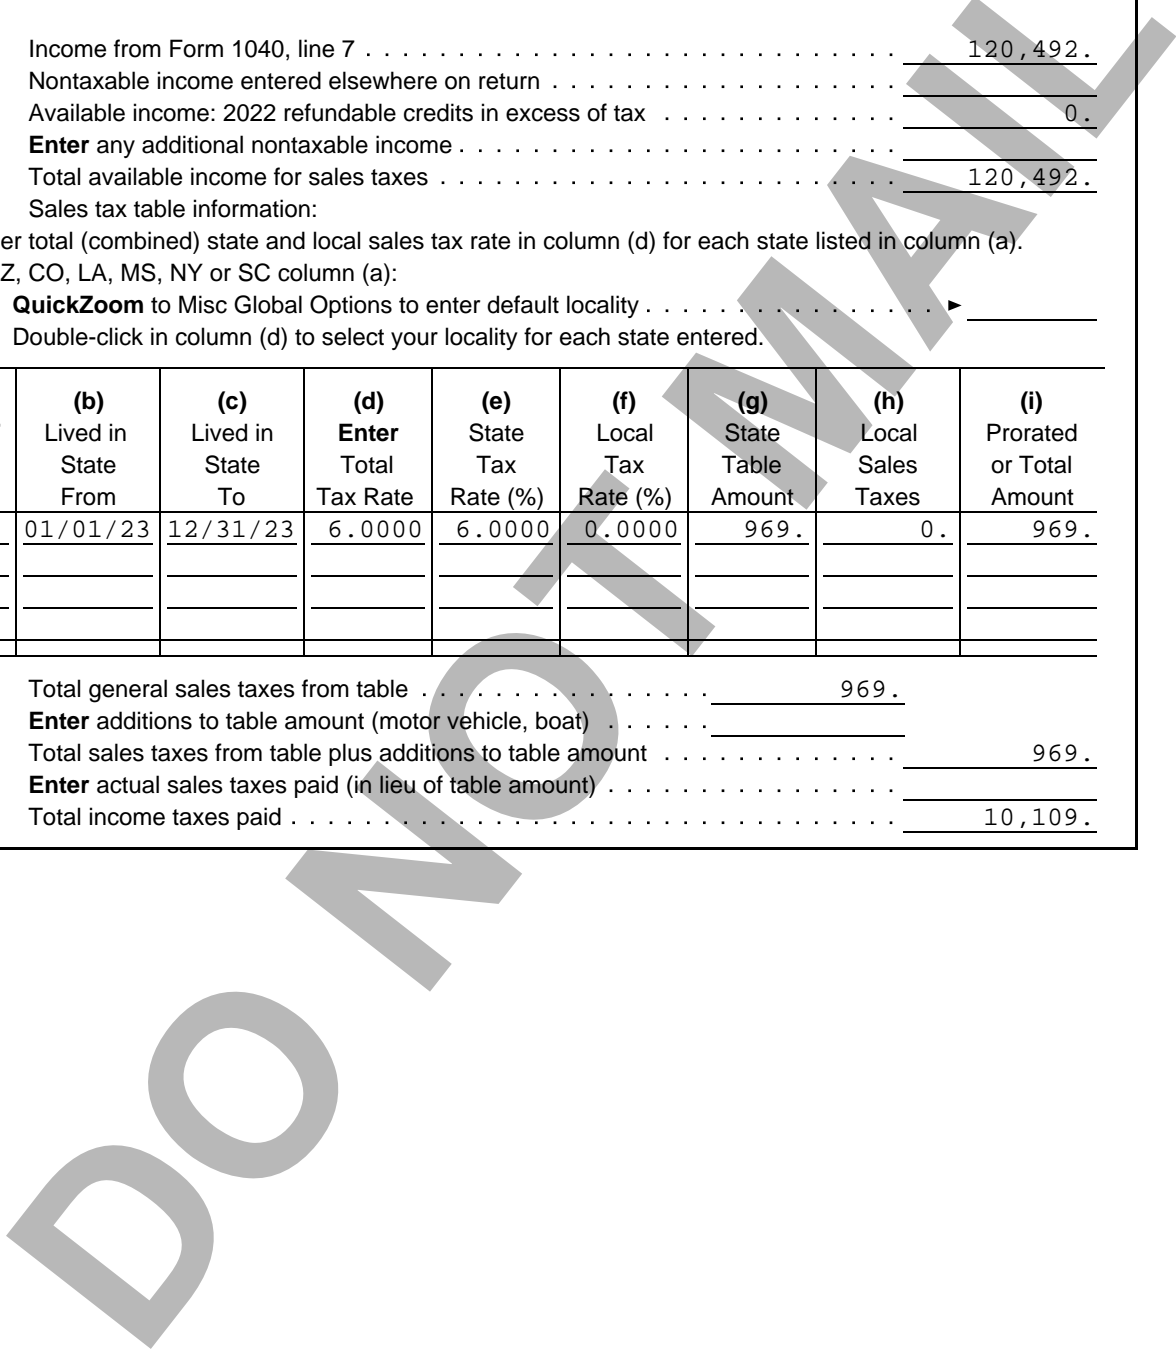 Income from Form 1040, line 7 . . . . . . . . . . . . . . . . . . . . . . . . . . . . . 120,492.
Nontaxable income entered elsewhere on return . . . . . . . . . . . . . . . . . . .
Available income: 2022 refundable credits in excess of tax . . . . . . . . . . . . . 0.
Enter any additional nontaxable income . . . . . . . . . . . . . . . . . . . . . . . .
Total available income for sales taxes . . . . . . . . . . . . . . . . . . . . . . . . . 120,492.
Sales tax table information:
er total (combined) state and local sales tax rate in column (d) for each state listed in column (a).
Z, CO, LA, MS, NY or SC column (a):
QuickZoom to Misc Global Options to enter default locality . . . . . . . . . . . . . . . . ►
Double-click in column (d) to select your locality for each state entered.
(b) (c) (d) (e) (f) (g) (h) (i)
Lived in Lived in Enter State Local State Local Prorated
State State Total Tax Tax Table Sales or Total
From To Tax Rate Rate (%) Rate (%) Amount Taxes Amount
01/01/23 12/31/23 6.0000 6.0000 0.0000 969. 0. 969.
Total general sales taxes from table . . . . . . . . . . . . . . . . 969.
Enter additions to table amount (motor vehicle, boat) . . . . . .
Total sales taxes from table plus additions to table amount . . . . . . . . . . . . . 969.
Enter actual sales taxes paid (in lieu of table amount) . . . . . . . . . . . . . . . .
Total income taxes paid . . . . . . . . . . . . . . . . . . . . . . . . . . . . . . . . . 10,109.
DO NOT MAIL